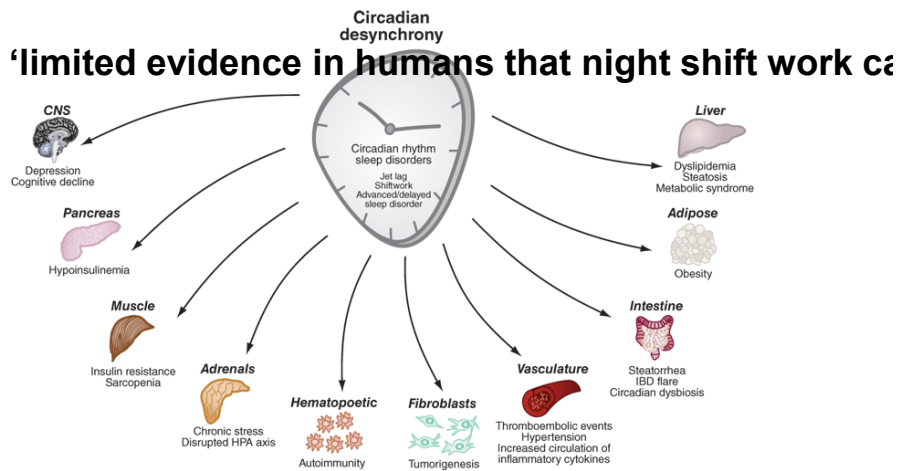 Circadian
desynchrony
‘limited evidence in humans that night shift work ca
CNS
Depression
Cognitive decline
Pancreas
Hypoinsulinemia
Muscle
Insulin resistance
Sarcopenia
Adrenals
Chronic stress
Disrupted HPA axis
Hematopoetic
Autoimmunity
Fibroblasts
Tumorigenesis
Vasculature
Thromboembolic events
Hypertension
Increased circulation of
inflammatory cytokines
Intestine
Steatorrhea
IBD flare
Circadian dysbiosis
Adipose
Obesity
Liver
Dyslipidemia
Steatosis
Metabolic syndrome
Circadian rhythm
sleep disorders
Jet lag
Shiftwork
Advanced/delayed
sleep disorder